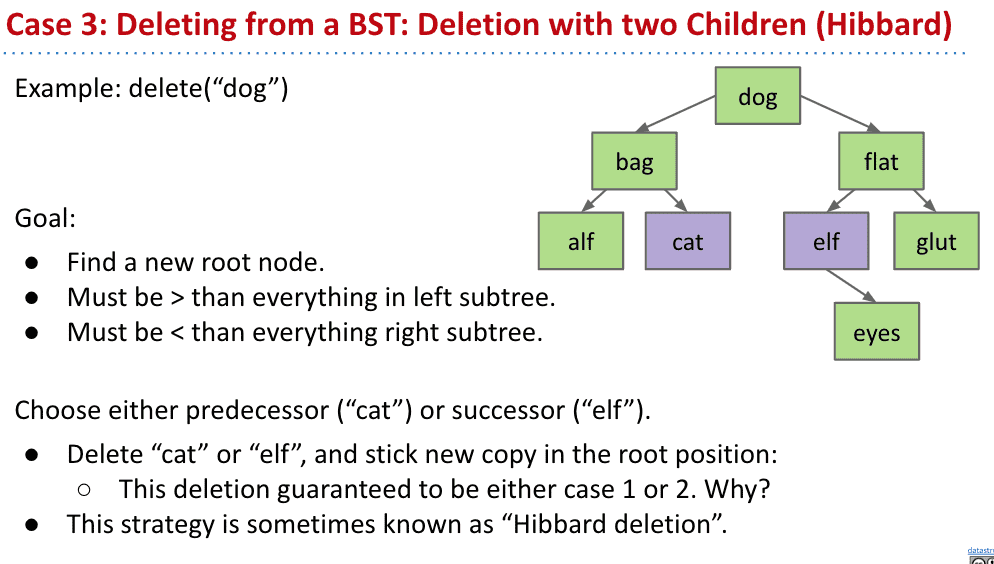 Case 3: Deleting from a BST: Deletion with two Children (Hibbard)
Example: delete(“dog”)
Goal:
● Find a new root node.
● Must be > than everything in left subtree.
● Must be < than everything right subtree.
dog
bag
flat
alf
cat
elf
glut
eyes
Choose either predecessor (“cat”) or successor (“elf”).
● Delete “cat” or “elf”, and stick new copy in the root position:
○ This deletion guaranteed to be either case 1 or 2. Why?
● This strategy is sometimes known as “Hibbard deletion”.
datastr